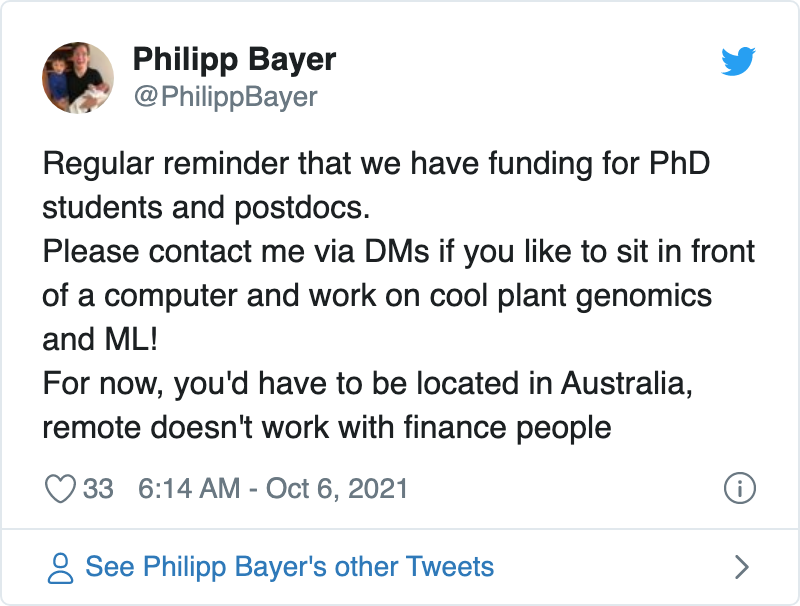 Philipp Bayer
@PhilippBayer
Regular reminder that we have funding for PhD
students and postdocs.
Please contact me via DMs if you like to sit in front
of a computer and work on cool plant genomics
and ML!
For now, you'd have to be located in Australia,
remote doesn't work with finance people
33 6:14 AM - Oct 6, 2021
See Philipp Bayer's other Tweets